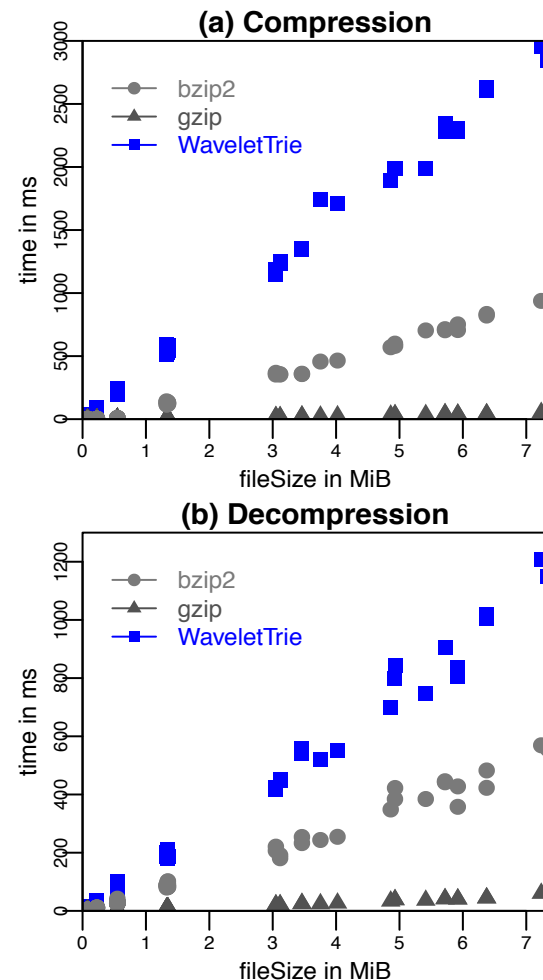 (a) Compression
3000
2500
2000
1500
1000
500
0
time in ms
bzip2
gzip
WaveletTrie
0 1 2 3 4 5 6 7
fileSize in MiB
(b) Decompression
1200
1000
800
600
400
200
0
time in ms
bzip2
gzip
WaveletTrie
0 1 2 3 4 5 6 7
fileSize in MiB